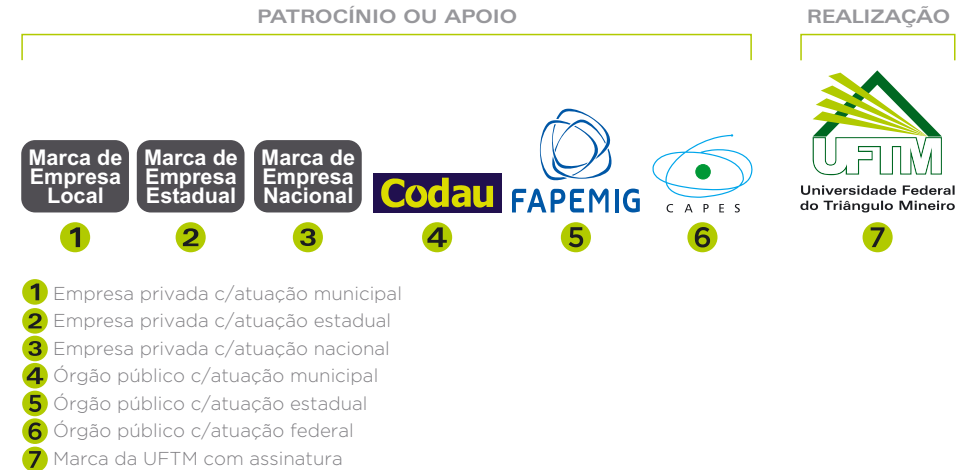 PATROCÍNIO OU APOIO
REALIZAÇÃO
Marca de
Empresa
Local
Marca de
Empresa
Estadual
Marca de
Empresa
Nacional
Codau
FAPEMIG
CAPES
UFTM
Universidade Federal
do Triângulo Mineiro
1 2 3 4 5 6 7
1 Empresa privada c/atuação municipal
2 Empresa privada c/atuação estadual
3 Empresa privada c/atuação nacional
4 Órgão público c/atuação municipal
5 Órgão público c/atuação estadual
6 Órgão público c/atuação federal
7 Marca da UFTM com assinatura